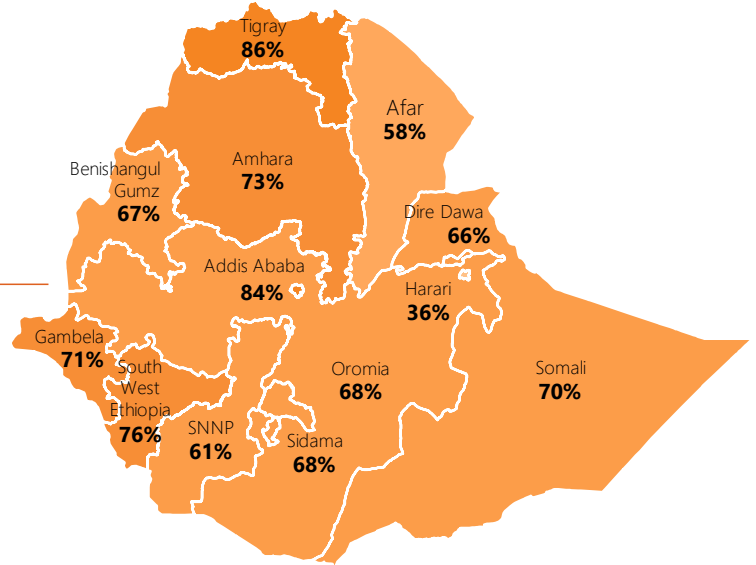 Tigray
86%
Afar
58%
Amhara
73%
Benishangul
Gumz
67%
Dire Dawa
66%
Addis Ababa
84%
Harari
36%
Gambela
71%
South
West
Ethiopia
76%
Oromia
68%
Somali
70%
SNNP
61%
Sidama
68%